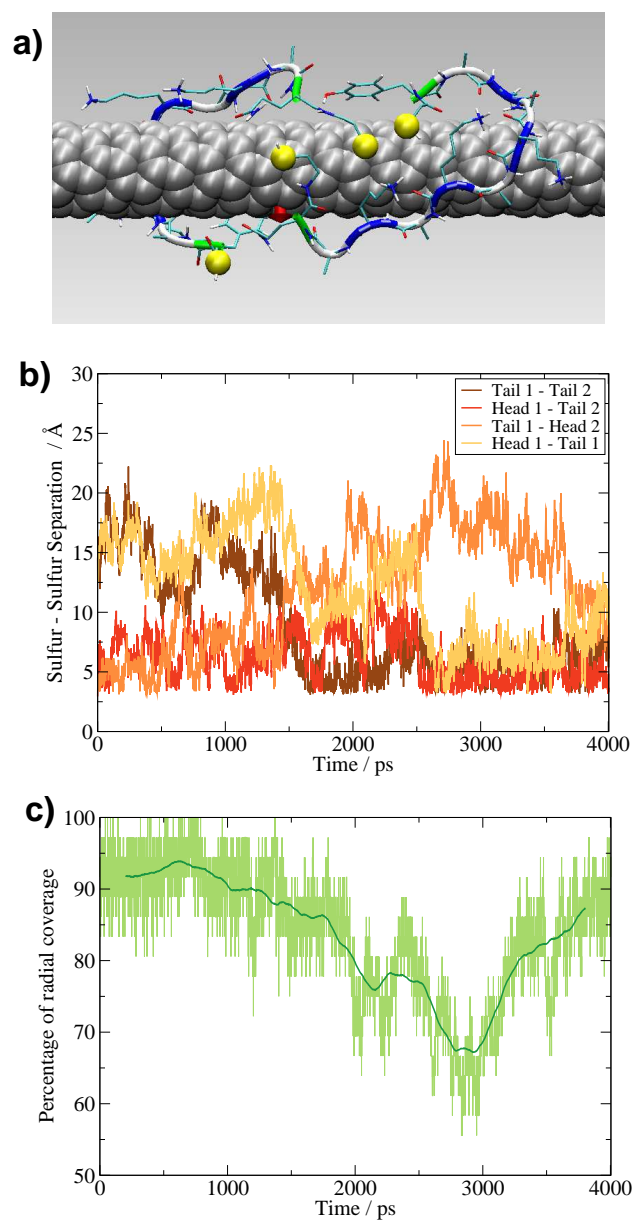 a)
b)
30
25
20
15
10
5
0
Sulfur - Sulfur Separation / Å
Tail 1 - Tail 2
Head 1 - Tail 2
Tail 1 - Head 2
Head 1 - Tail 1
0 1000 2000 3000 4000
Time / ps
c)
100
90
80
70
60
50
Percentage of radial coverage
0 1000 2000 3000 4000
Time / ps